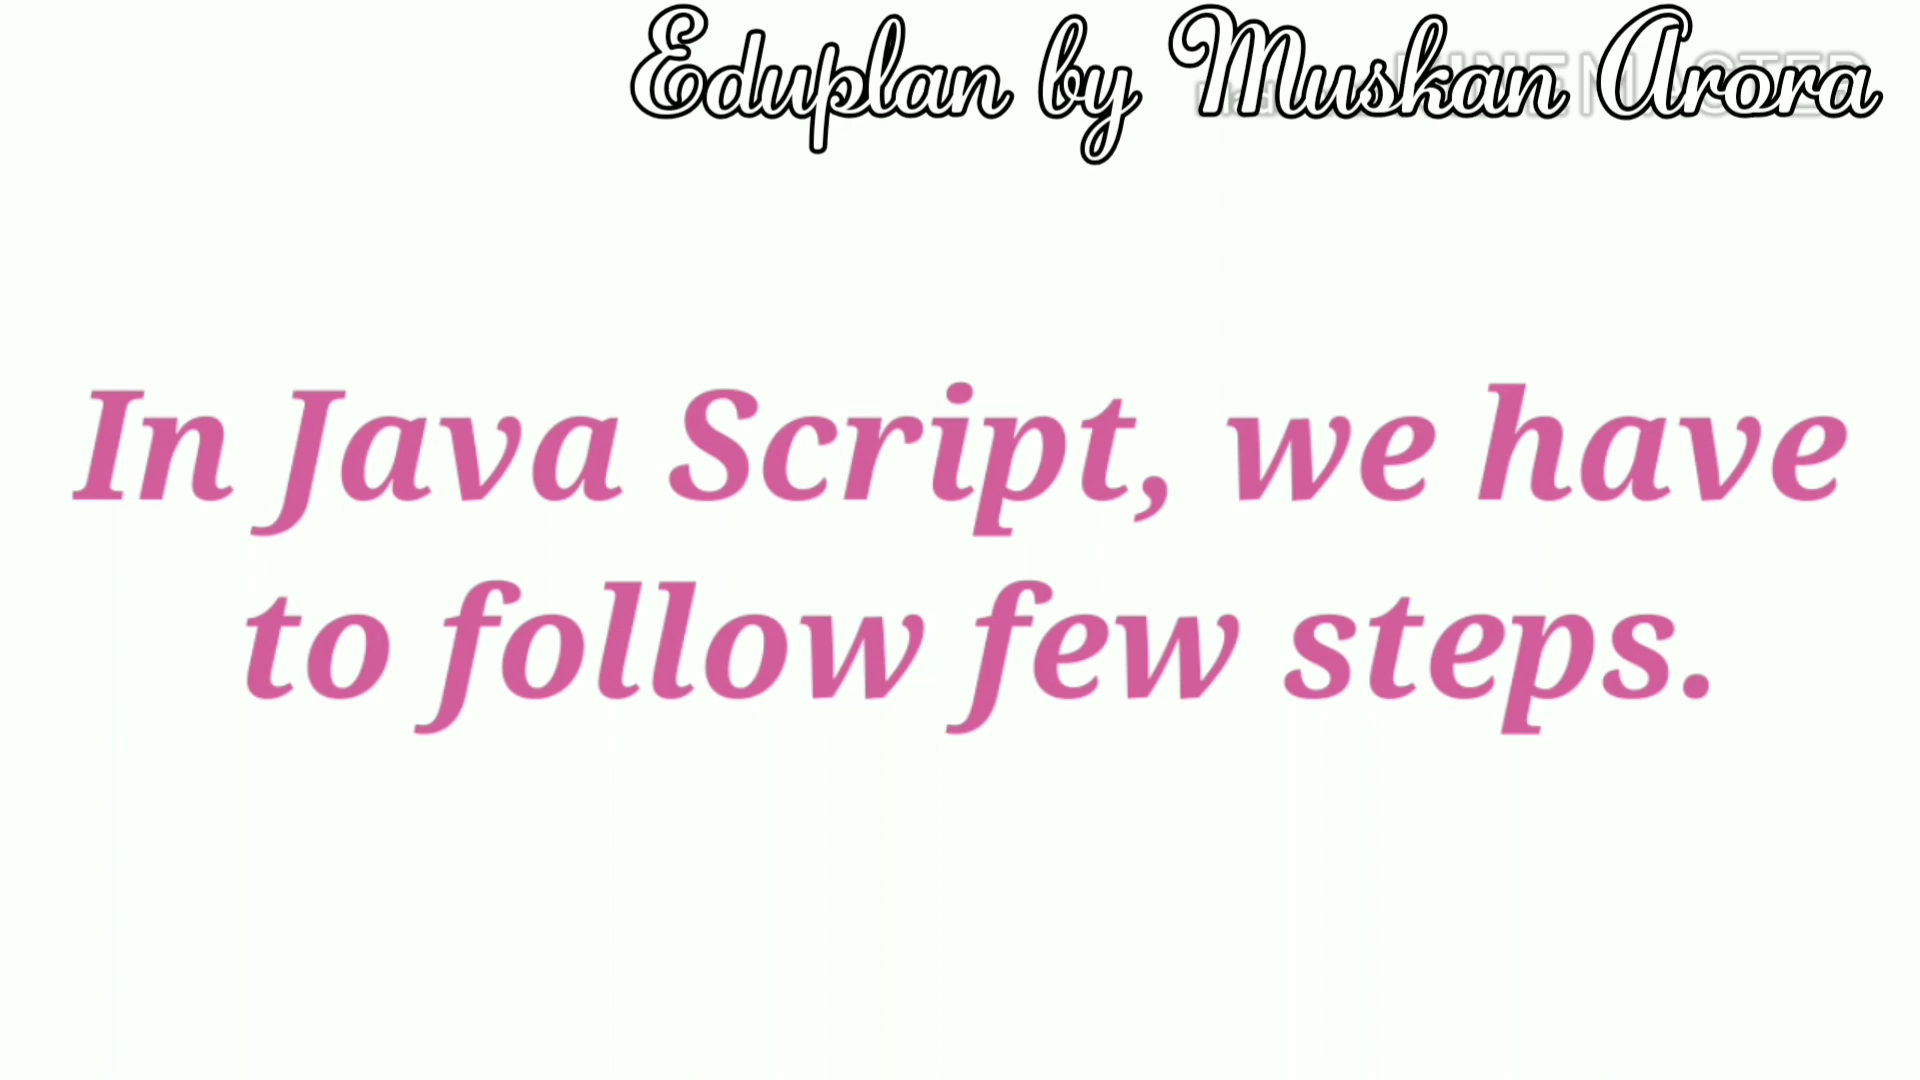 Eduplan by Muskan Arora
In Java Script, we have
to follow few steps.